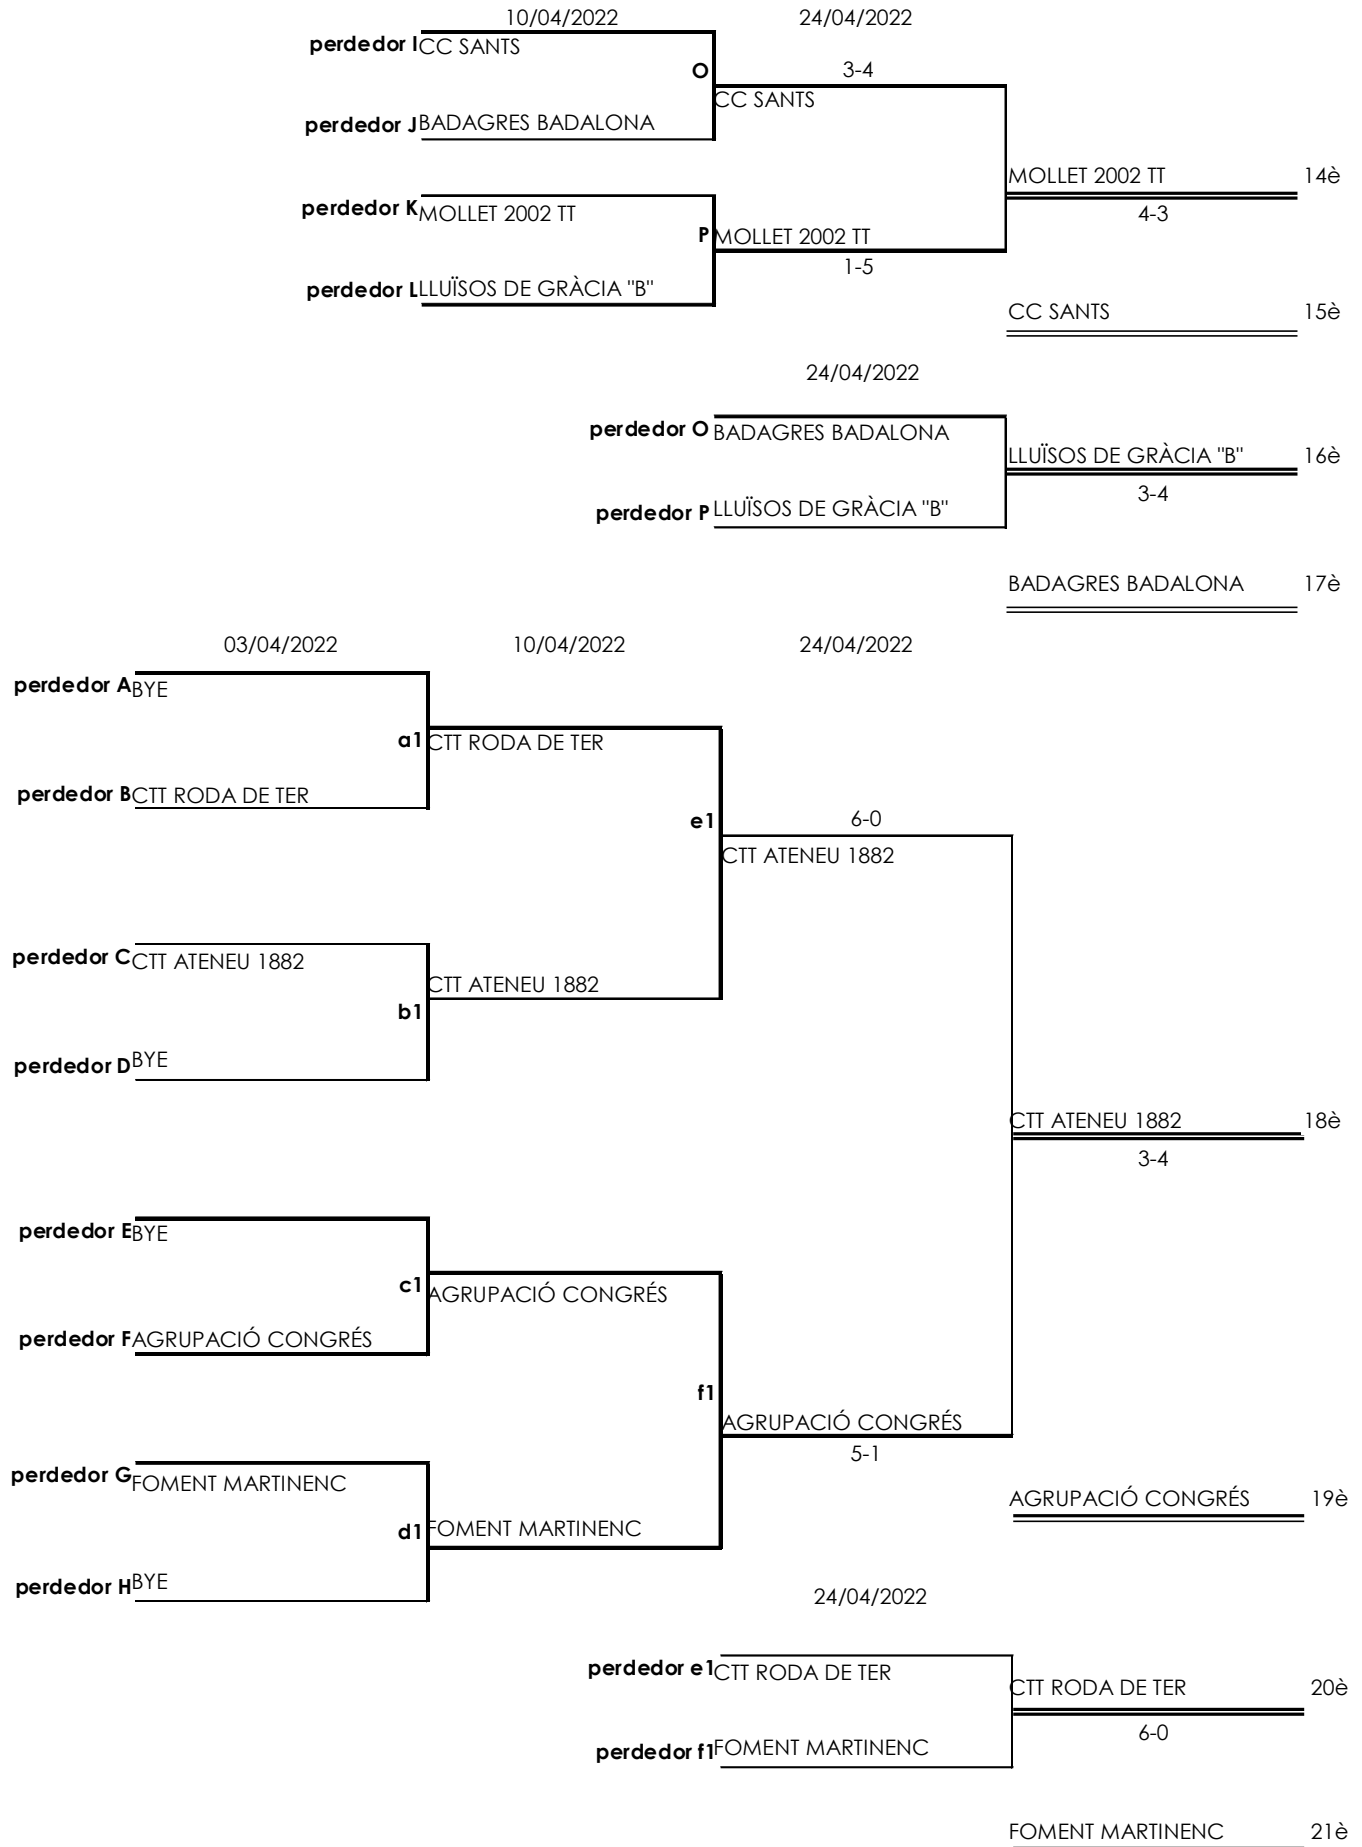 10/04/2022 24/04/2022
perdedor I CC SANTS
O 3-4
CC SANTS
perdedor J BADAGRES BADALONA
MOLLET 2002 TT 14è
perdedor K MOLLET 2002 TT
4-3
P MOLLET 2002 TT
1-5
perdedor L LLUÏSOS DE GRÀCIA "B"
CC SANTS 15è
24/04/2022
perdedor O BADAGRES BADALONA
LLUÏSOS DE GRÀCIA "B" 16è
3-4
perdedor P LLUÏSOS DE GRÀCIA "B"
BADAGRES BADALONA 17è
03/04/2022 10/04/2022 24/04/2022
perdedor A BYE
a1 CTT RODA DE TER
perdedor B CTT RODA DE TER
e1 6-0
CTT ATENEU 1882
perdedor C CTT ATENEU 1882
CTT ATENEU 1882
b1
perdedor D BYE
CTT ATENEU 1882 18è
3-4
perdedor E BYE
c1 AGRUPACIÓ CONGRÉS
perdedor F AGRUPACIÓ CONGRÉS
f1
AGRUPACIÓ CONGRÉS
5-1
perdedor G FOMENT MARTINENC
AGRUPACIÓ CONGRÉS 19è
d1 FOMENT MARTINENC
perdedor H BYE
24/04/2022
perdedor e1 CTT RODA DE TER
CTT RODA DE TER 20è
6-0
perdedor f1 FOMENT MARTINENC
FOMENT MARTINENC 21è